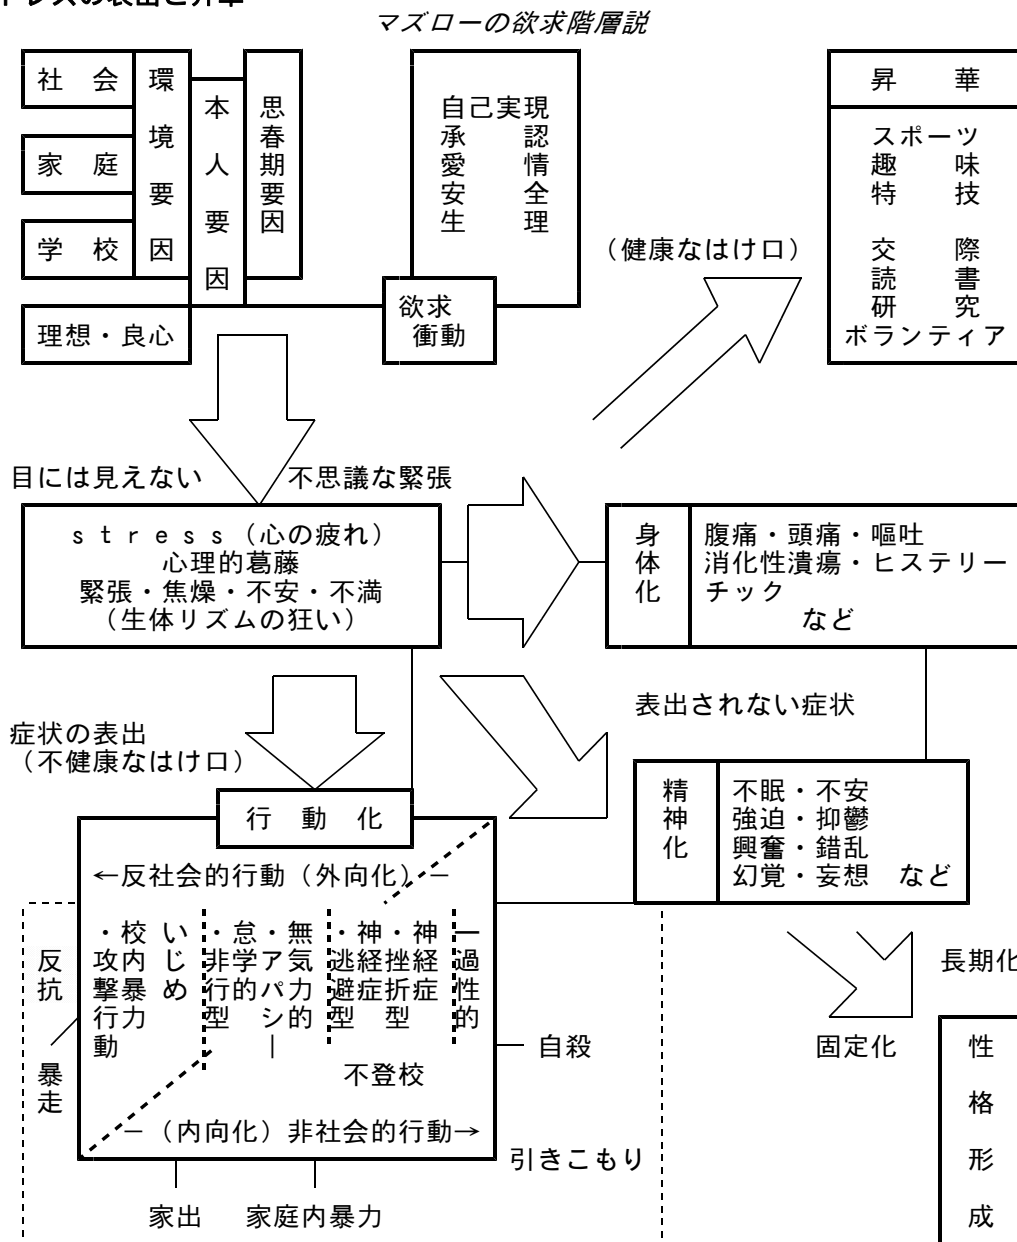 トレスの表出と昇華
マズローの欲求階層説
社　会
家　庭
学　校
環境要因
本人要因
思春期要因
理想・良心
自己実現
承　認
愛　情
安　全
生　理
欲求
衝動
（健康なはけ口）
昇　華
スポーツ
趣　味
特　技
交　際
読　書
研　究
ボランティア
目には見えない　不思議な緊張
ｓｔｒｅｓｓ（心の疲れ）
心理的葛藤
緊張・焦燥・不安・不満
（生体リズムの狂い）
身体化
腹痛・頭痛・嘔吐
消化性潰瘍・ヒステリー
チック
など
症状の表出
（不健康なはけ口）
表出されない症状
精神化
不眠・不安
強迫・抑鬱
興奮・錯乱
幻覚・妄想　など
行　動　化
←反社会的行動（外向化）－
いじめ
校内暴力
・攻撃行動
怠学的
・非行型
無気力的
・アパシー
神経症
・挫折型
神経症
・逃避型
一過性的
不登校
－（内向化）非社会的行動→
反抗
暴走
自殺
引きこもり
家出
家庭内暴力
長期化
固定化
性格形成